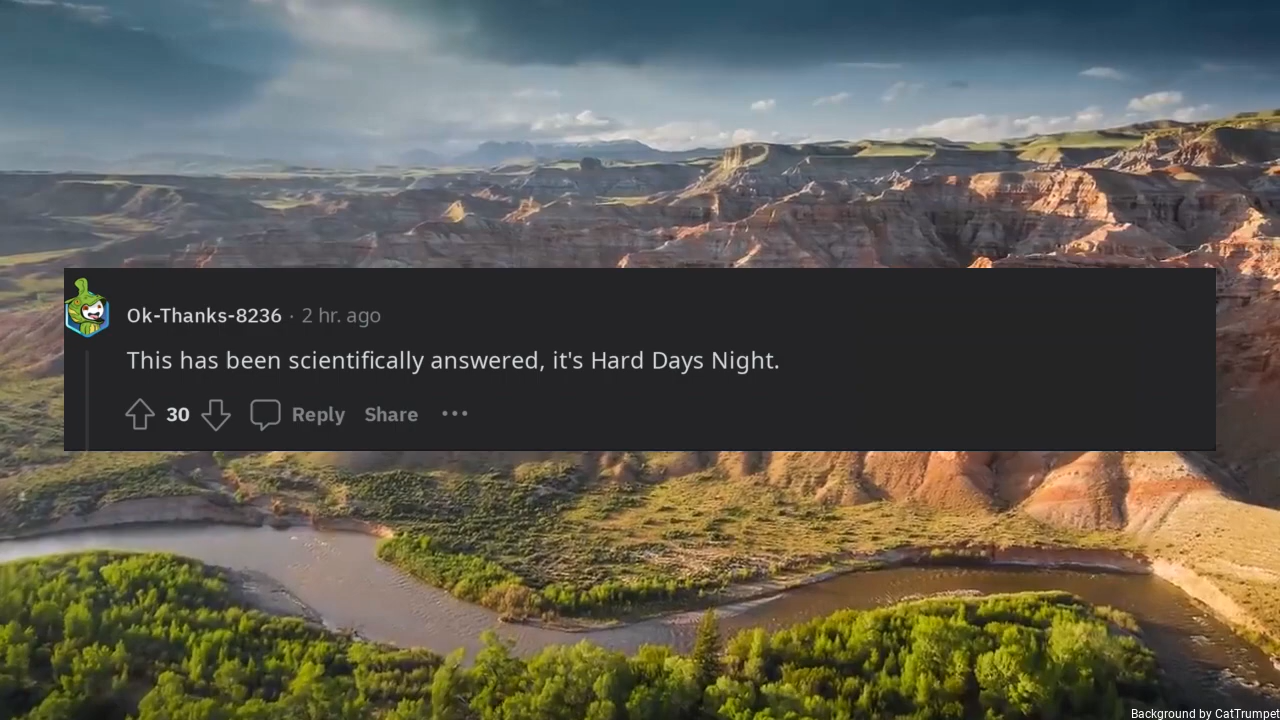 Ok-Thanks-8236 · 2 hr. ago
This has been scientifically answered, it's Hard Days Night.
30 Reply Share ···
Background by CatTrumpet